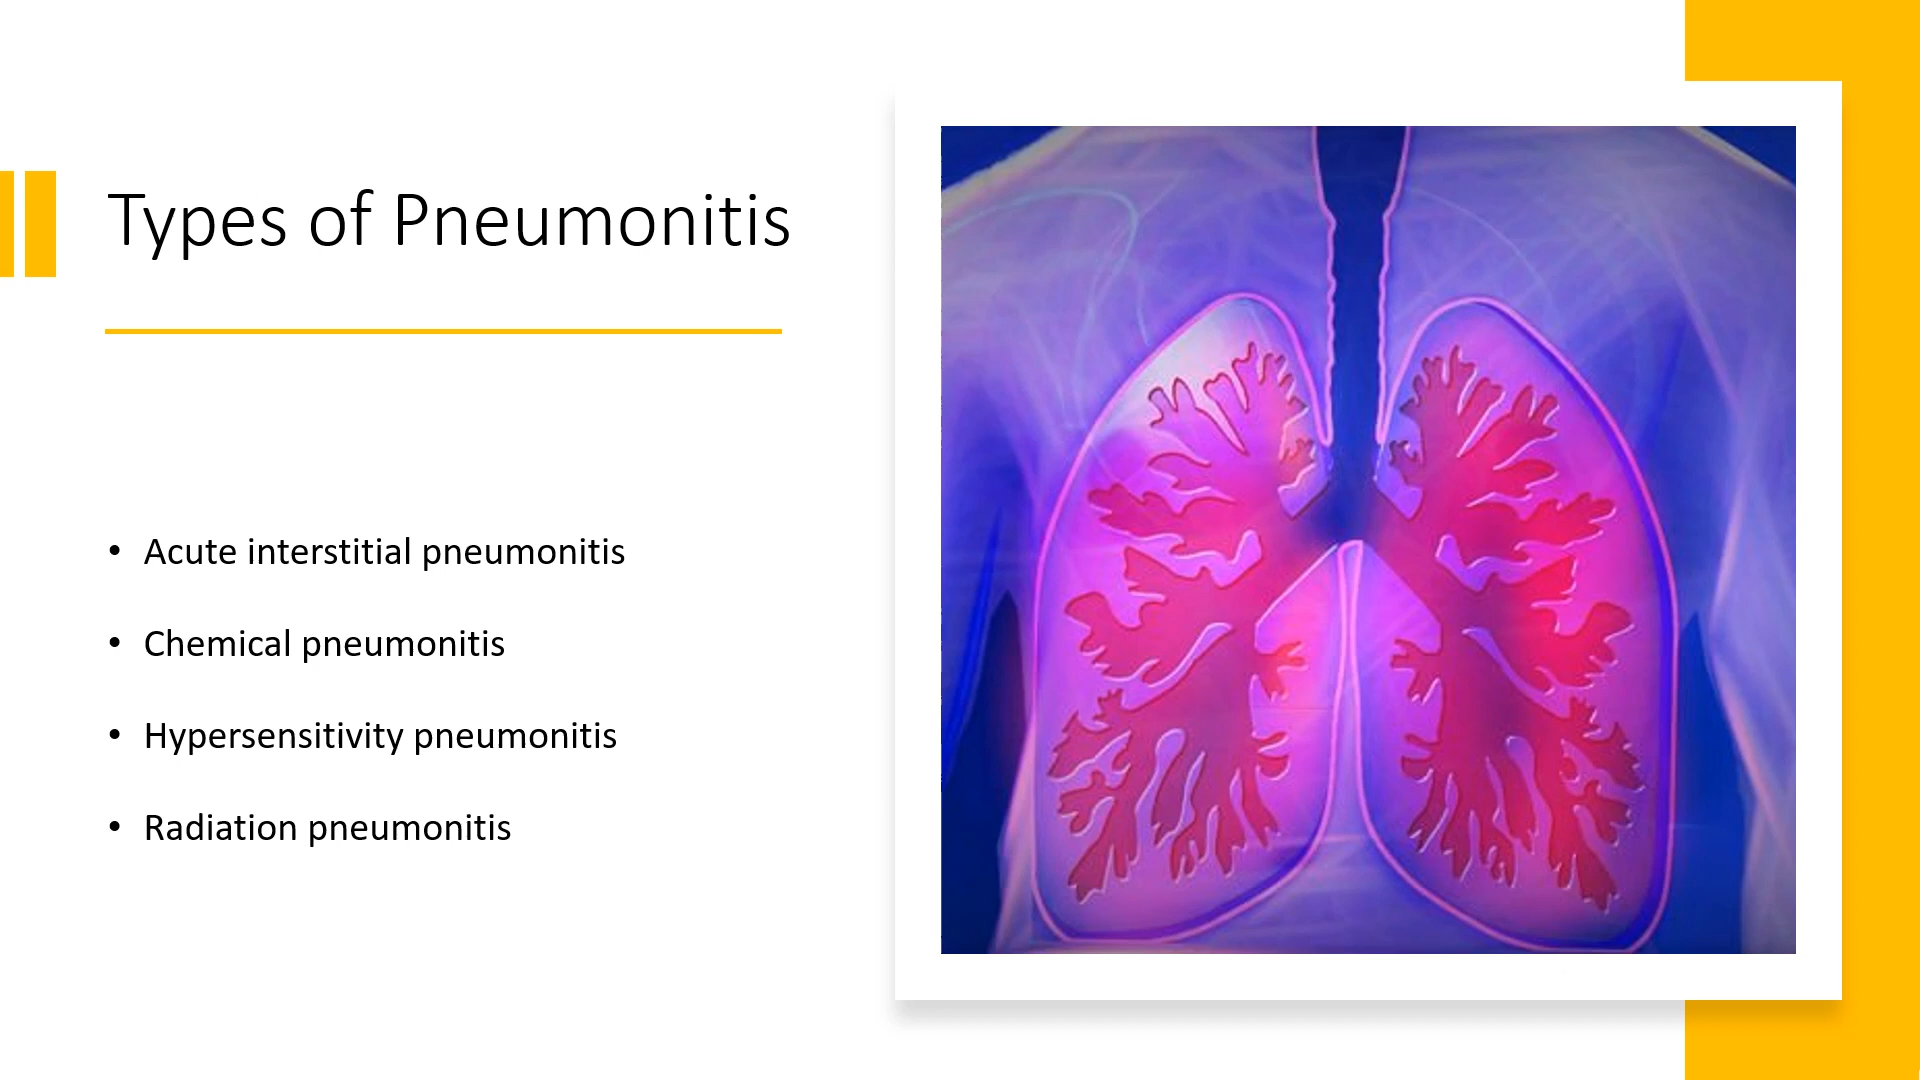 Types of Pneumonitis
• Acute interstitial pneumonitis
• Chemical pneumonitis
• Hypersensitivity pneumonitis
• Radiation pneumonitis